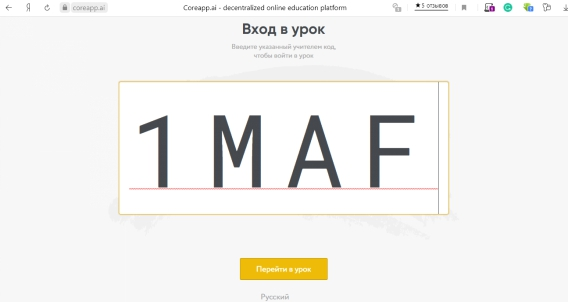 coreapp.ai
Coreapp.ai - decentralized online education platform
★ 5 отзывов
Вход в урок
Введите указанный учителем код,
чтобы войти в урок
1MAF
Перейти в урок
Русский